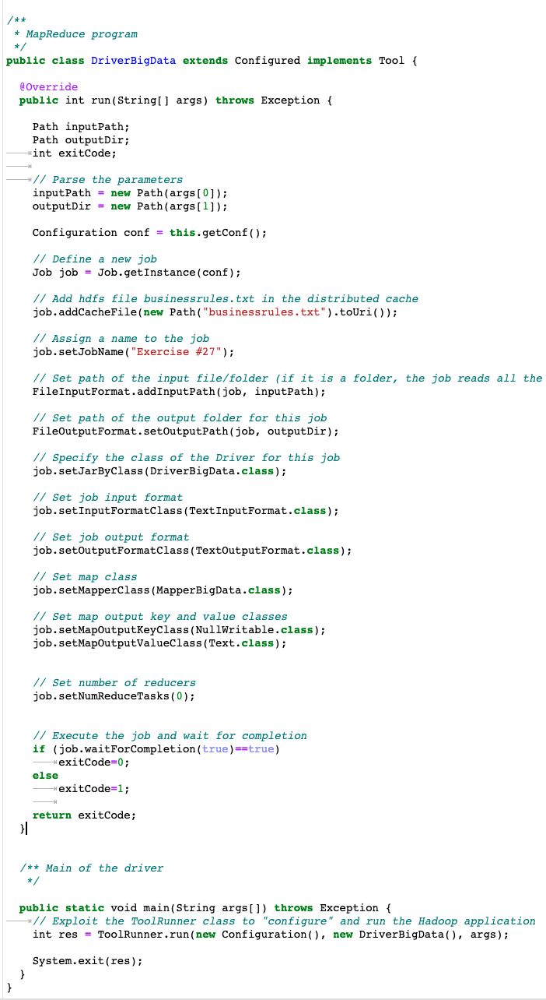 /**
 * MapReduce program
 */
public class DriverBigData extends Configured implements Tool {
  @Override
  public int run(String[] args) throws Exception {
    Path inputPath;
    Path outputDir;
    int exitCode;
    // Parse the parameters
    inputPath = new Path(args[0]);
    outputDir = new Path(args[1]);
    Configuration conf = this.getConf();
    // Define a new job
    Job job = Job.getInstance(conf);
    // Add hdfs file businessrules.txt in the distributed cache
    job.addCacheFile(new Path("businessrules.txt").toUri());
    // Assign a name to the job
    job.setJobName("Exercise #27");
    // Set path of the input file/folder (if it is a folder, the job reads all the
    FileInputFormat.addInputPath(job, inputPath);
    // Set path of the output folder for this job
    FileOutputFormat.setOutputPath(job, outputDir);
    // Specify the class of the Driver for this job
    job.setJarByClass(DriverBigData.class);
    // Set job input format
    job.setInputFormatClass(TextInputFormat.class);
    // Set job output format
    job.setOutputFormatClass(TextOutputFormat.class);
    // Set map class
    job.setMapperClass(MapperBigData.class);
    // Set map output key and value classes
    job.setMapOutputKeyClass(NullWritable.class);
    job.setMapOutputValueClass(Text.class);
    // Set number of reducers
    job.setNumReduceTasks(0);
    // Execute the job and wait for completion
    if (job.waitForCompletion(true)==true)
        exitCode=0;
    else
        exitCode=1;
    return exitCode;
  }
  /** Main of the driver
   */
  public static void main(String args[]) throws Exception {
    // Exploit the ToolRunner class to "configure" and run the Hadoop application
    int res = ToolRunner.run(new Configuration(), new DriverBigData(), args);
    System.exit(res);
  }
}